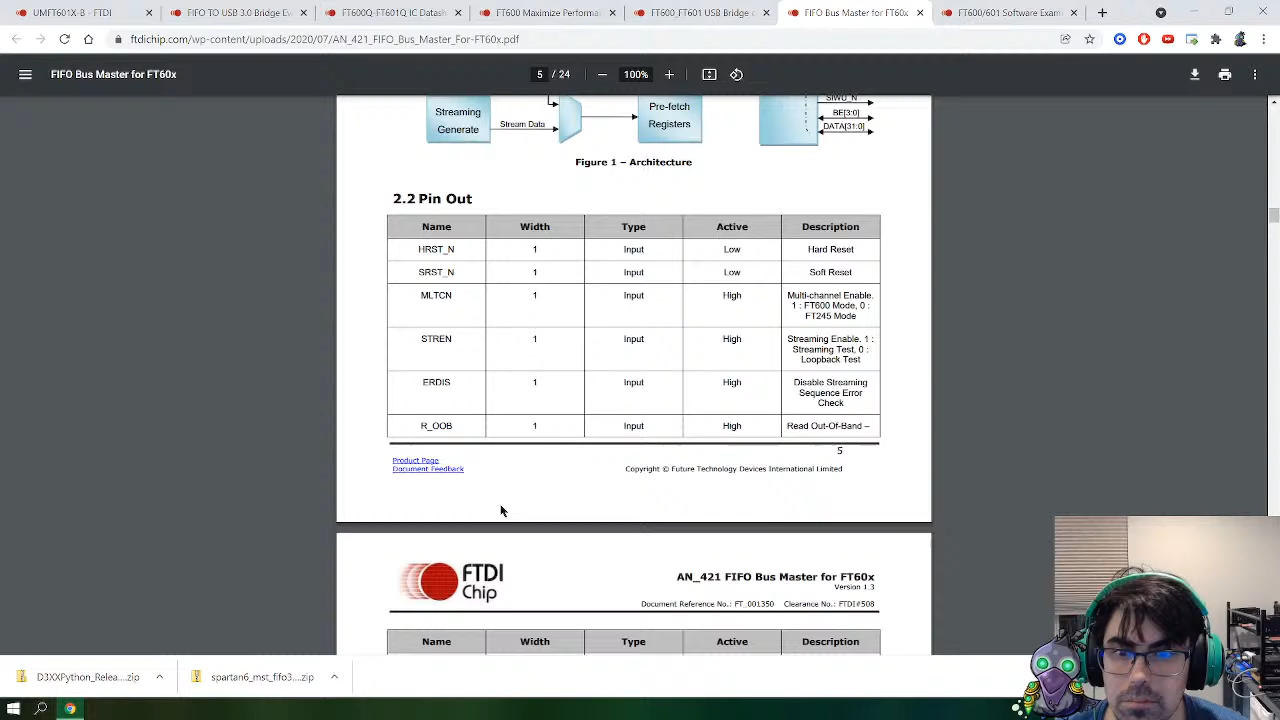 UMFT601X-B - FTDI
FIFO TO USB 3.0 Bridge Ev
FT600Q-FT601Q IC Datash
FT600 Maximize Performa
FT600_FT601 USB Bridge c
FIFO Bus Master for FT60x
FT600/601 Software Exam
ftdichip.com/wp-content/uploads/2020/07/AN_421_FIFO_Bus_Master_For-FT60x.pdf
FIFO Bus Master for FT60x
5 / 24
100%
Streaming
Generate
Stream Data
Pre-fetch
Registers
SIWU_N
BE[3:0]
DATA[31:0]
Figure 1 – Architecture
2.2 Pin Out
Name Width Type Active Description
HRST_N 1 Input Low Hard Reset
SRST_N 1 Input Low Soft Reset
MLTCN 1 Input High Multi-channel Enable.
1 : FT600 Mode, 0 :
FT245 Mode
STREN 1 Input High Streaming Enable. 1 :
Streaming Test, 0 :
Loopback Test
ERDIS 1 Input High Disable Streaming
Sequence Error
Check
R_OOB 1 Input High Read Out-Of-Band –
5
Product Page
Document Feedback
Copyright © Future Technology Devices International Limited
FTDI
Chip
AN_421 FIFO Bus Master for FT60x
Version 1.3
Document Reference No.: FT_001350 Clearance No.: FTDI#508
Name Width Type Active Description
D3XXPython_Relea....zip
spartan6_mst_fifo3....zip